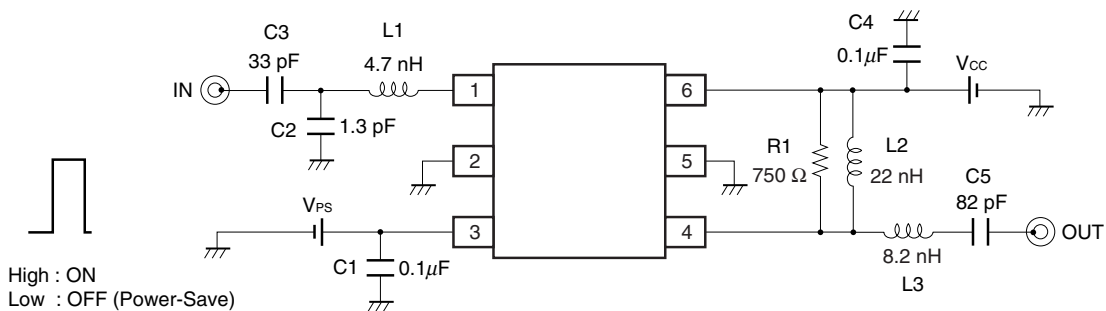 C3
33 pF
L1
4.7 nH
IN
C2
1.3 pF
1
2
3
6
5
4
C4
0.1μF
VCC
R1
750 Ω
L2
22 nH
C5
82 pF
OUT
8.2 nH
L3
VPS
C1
0.1μF
High : ON
Low : OFF (Power-Save)